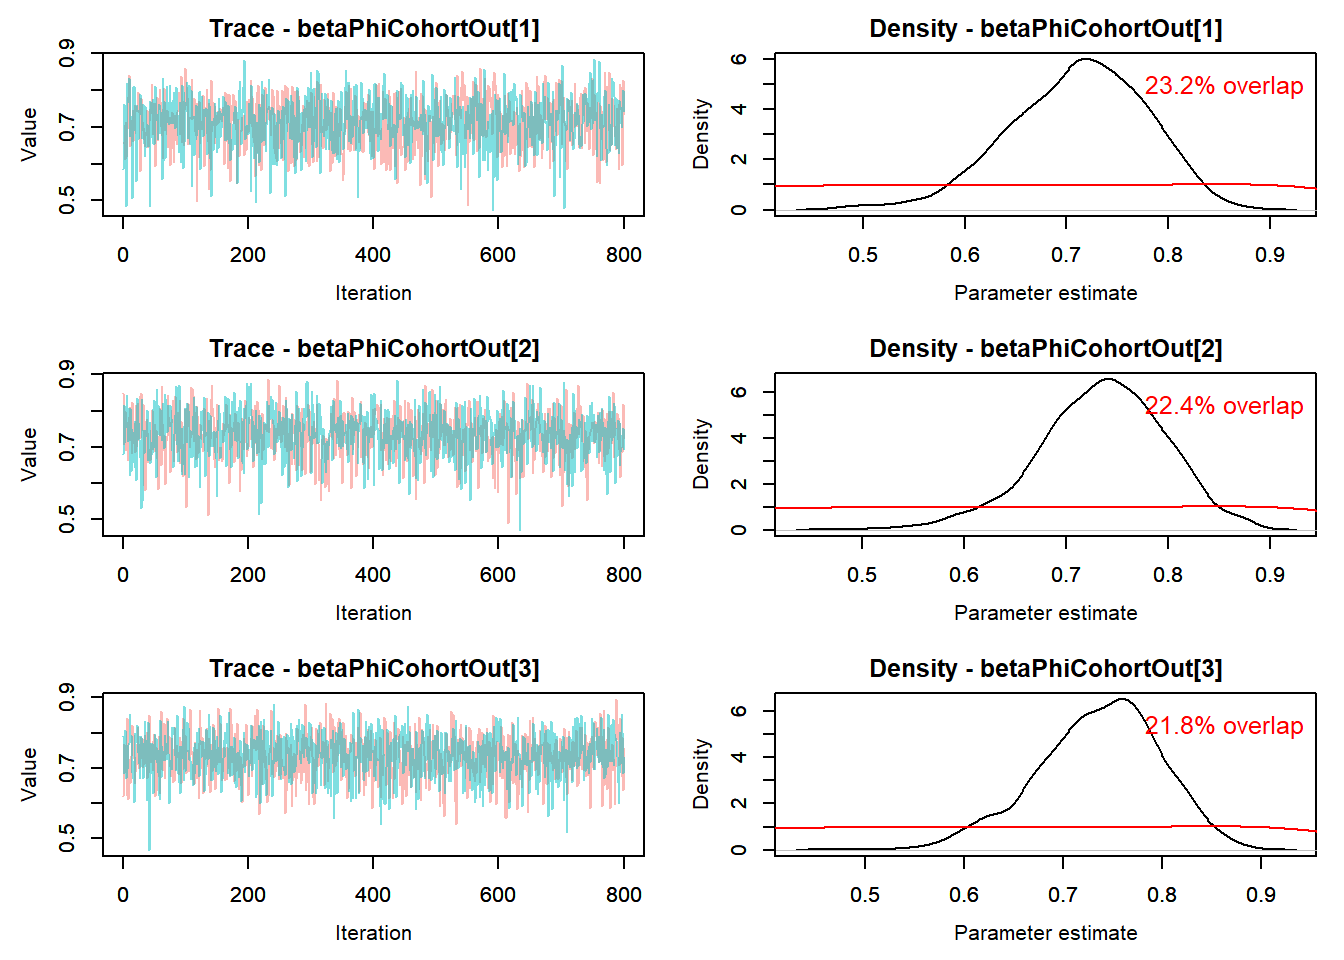 Trace - betaPhiCohortOut[1]
Value
0.5 0.7 0.9
0 200 400 600 800
Iteration
Density - betaPhiCohortOut[1]
23.2% overlap
Density
0 2 4 6
0.5 0.6 0.7 0.8 0.9
Parameter estimate
Trace - betaPhiCohortOut[2]
Value
0.5 0.7 0.9
0 200 400 600 800
Iteration
Density - betaPhiCohortOut[2]
22.4% overlap
Density
0 2 4 6
0.5 0.6 0.7 0.8 0.9
Parameter estimate
Trace - betaPhiCohortOut[3]
Value
0.5 0.7 0.9
0 200 400 600 800
Iteration
Density - betaPhiCohortOut[3]
21.8% overlap
Density
0 2 4 6
0.5 0.6 0.7 0.8 0.9
Parameter estimate